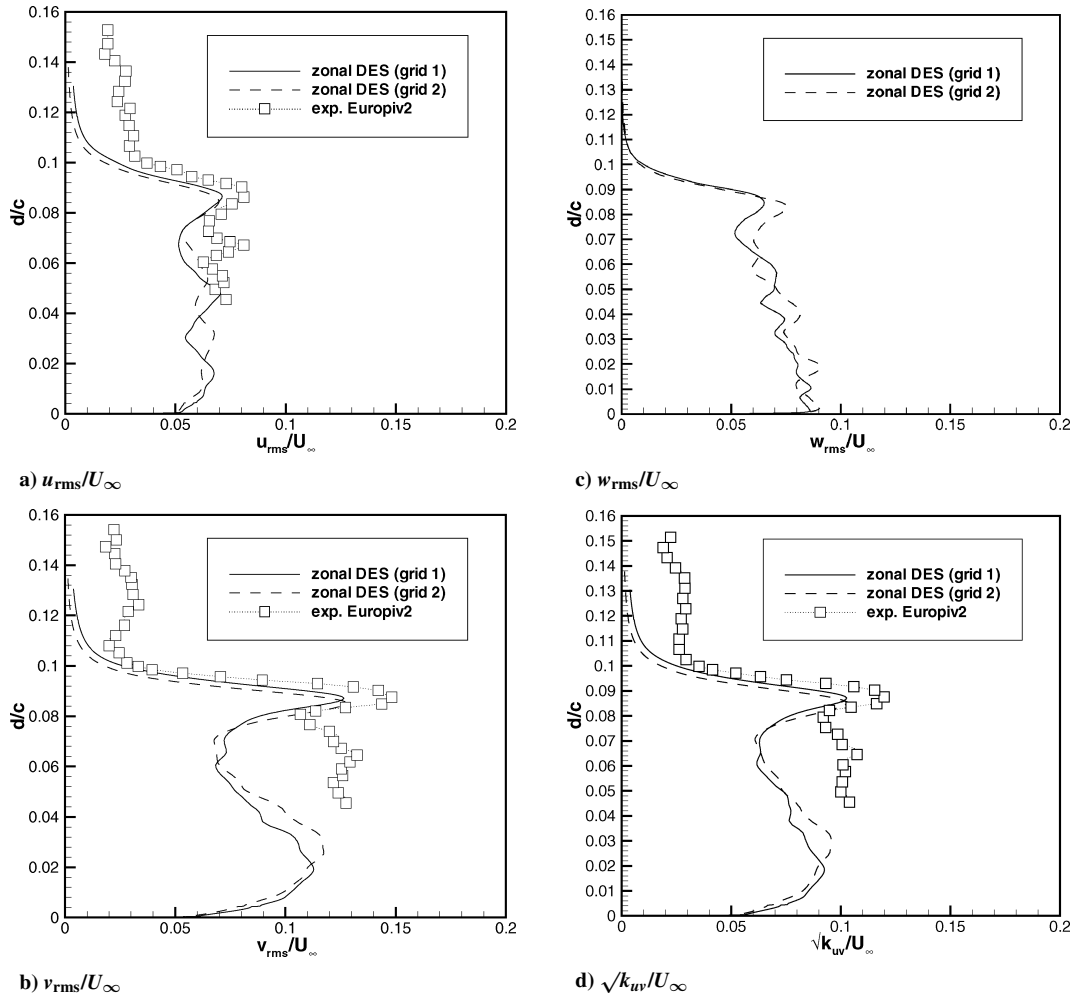 0.16
0.14
0.12
0.1
0.08
0.06
0.04
0.02
0
d/c
zonal DES (grid 1)
zonal DES (grid 2)
exp. Europiv2
0 0.05 0.1 0.15 0.2
u_rms/U_∞
a) u_rms/U_∞
0.16
0.15
0.14
0.13
0.12
0.11
0.1
0.09
0.08
0.07
0.06
0.05
0.04
0.03
0.02
0.01
0
d/c
zonal DES (grid 1)
zonal DES (grid 2)
0 0.05 0.1 0.15 0.2
w_rms/U_∞
c) w_rms/U_∞
0.16
0.14
0.12
0.1
0.08
0.06
0.04
0.02
0
d/c
zonal DES (grid 1)
zonal DES (grid 2)
exp. Europiv2
0 0.05 0.1 0.15 0.2
v_rms/U_∞
b) v_rms/U_∞
0.16
0.15
0.14
0.13
0.12
0.11
0.1
0.09
0.08
0.07
0.06
0.05
0.04
0.03
0.02
0.01
0
d/c
zonal DES (grid 1)
zonal DES (grid 2)
exp. Europiv2
0 0.05 0.1 0.15 0.2
√k_uv/U_∞
d) √k_uv/U_∞